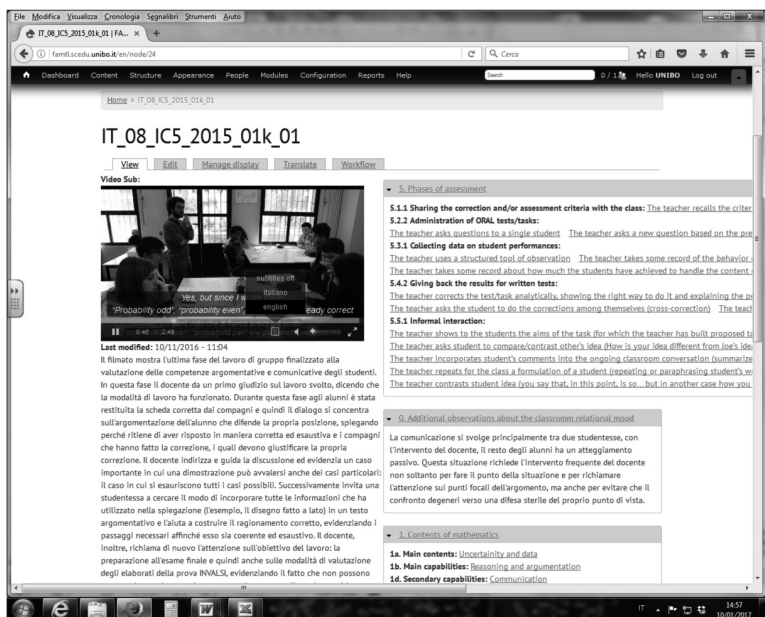 File Modifica Visualizza Cronologia Segnalibri Strumenti Aiuto
IT_08_IC5_2015_01k_01 | FA...
famtl.scedu.unibo.it/en/node/24
Cerca
Dashboard Content Structure Appearance People Modules Configuration Reports Help Search 0 / 1 Hello UNIBO Log out
Home » IT_08_IC5_2015_01k_01
IT_08_IC5_2015_01k_01
View Edit Manage display Translate Workflow
Video Sub:
subtitles off
italiano
english
Yes, but since I w
"Probability odd", "probability even", eady correct
0:46 2:49
Last modified: 10/11/2016 - 11:04
Il filmato mostra l'ultima fase del lavoro di gruppo finalizzato alla
valutazione delle competenze argomentative e comunicative degli studenti.
In questa fase il docente da un primo giudizio sul lavoro svolto, dicendo che
la modalità di lavoro ha funzionato. Durante questa fase agli alunni è stata
restituita la scheda corretta dai compagni e quindi il dialogo si concentra
sull'argomentazione dell'alunno che difende la propria posizione, spiegando
perché ritiene di aver risposto in maniera corretta ed esaustiva e i compagni
che hanno fatto la correzione, i quali devono giustificare la propria
correzione. Il docente indirizza e guida la discussione ed evidenzia un caso
importante in cui una dimostrazione può avvalersi anche dei casi particolari:
il caso in cui si esauriscono tutti i casi possibili. Successivamente invita una
studentessa a cercare il modo di incorporare tutte le informazioni che ha
utilizzato nella spiegazione (l'esempio, il disegno fatto a lato) in un testo
argomentativo e l'aiuta a costruire il ragionamento corretto, evidenziando i
passaggi necessari affinché esso sia coerente ed esaustivo. Il docente,
inoltre, richiama di nuovo l'attenzione sull'obiettivo del lavoro: la
preparazione all'esame finale e quindi anche sulle modalità di valutazione
degli elaborati della prova INVALSI, evidenziando il fatto che non possono
5. Phases of assessment
5.1.1 Sharing the correction and/or assessment criteria with the class: The teacher recalls the criter
5.2.2 Administration of ORAL tests/tasks:
The teacher asks questions to a single student The teacher asks a new question based on the pre
5.3.1 Collecting data on student performances:
The teacher uses a structured tool of observation The teacher takes some record of the behavior
The teacher takes some record about how much the students have achieved to handle the content
5.4.2 Giving back the results for written tests:
The teacher corrects the test/task analytically, showing the right way to do it and explaining the p
The teacher asks the student to do the corrections among themselves (cross-correction) The teach
5.5.1 Informal interaction:
The teacher shows to the students the aims of the task (for which the teacher has built proposed ta
The teacher asks student to compare/contrast other's idea (How is your idea different from Joe's idea
The teacher incorporates student's comments into the ongoing classroom conversation (summarize
The teacher repeats for the class a formulation of a student (repeating or paraphrasing student's w
The teacher contrasts student idea (you say that, in this point, is so... but in another case how you
0. Additional observations about the classromm relational mood
La comunicazione si svolge principalmente tra due studentesse, con
l'intervento del docente, il resto degli alunni ha un atteggiamento
passivo. Questa situazione richiede l'intervento frequente del docente
non soltanto per fare il punto della situazione e per richiamare
l'attenzione sui punti focali dell'argomento, ma anche per evitare che il
confronto degeneri verso una difesa sterile del proprio punto di vista.
1. Contents of mathematics
1a. Main contents: Uncertainity and data
1b. Main capabilities: Reasoning and argumentation
1d. Secondary capabilities: Communication
IT
14:57
10/01/2017